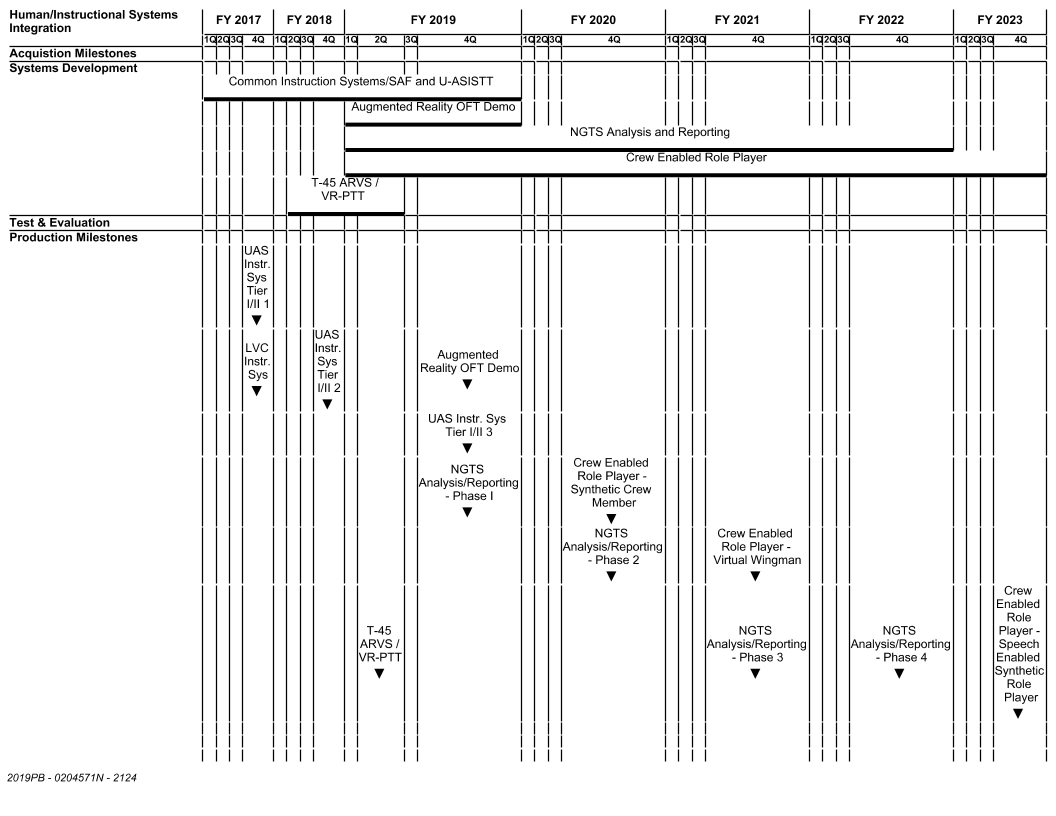 Human/Instructional Systems
Integration
FY 2017 FY 2018 FY 2019 FY 2020 FY 2021 FY 2022 FY 2023
1Q 2Q 3Q 4Q 1Q 2Q 3Q 4Q 1Q 2Q 3Q 4Q 1Q 2Q 3Q 4Q 1Q 2Q 3Q 4Q 1Q 2Q 3Q 4Q 1Q 2Q 3Q 4Q
Acquistion Milestones
Systems Development
Common Instruction Systems/SAF and U-ASISTT
Augmented Reality OFT Demo
NGTS Analysis and Reporting
Crew Enabled Role Player
T-45 ARVS /
VR-PTT
Test & Evaluation
Production Milestones
UAS
Instr.
Sys
Tier
I/II 1
LVC
Instr.
Sys
UAS
Instr.
Sys
Tier
I/II 2
Augmented
Reality OFT Demo
UAS Instr. Sys
Tier I/II 3
NGTS
Analysis/Reporting
- Phase I
Crew Enabled
Role Player -
Synthetic Crew
Member
NGTS
Analysis/Reporting
- Phase 2
Crew Enabled
Role Player -
Virtual Wingman
T-45
ARVS /
VR-PTT
NGTS
Analysis/Reporting
- Phase 3
NGTS
Analysis/Reporting
- Phase 4
Crew
Enabled
Role
Player -
Speech
Enabled
Synthetic
Role
Player
2019PB - 0204571N - 2124